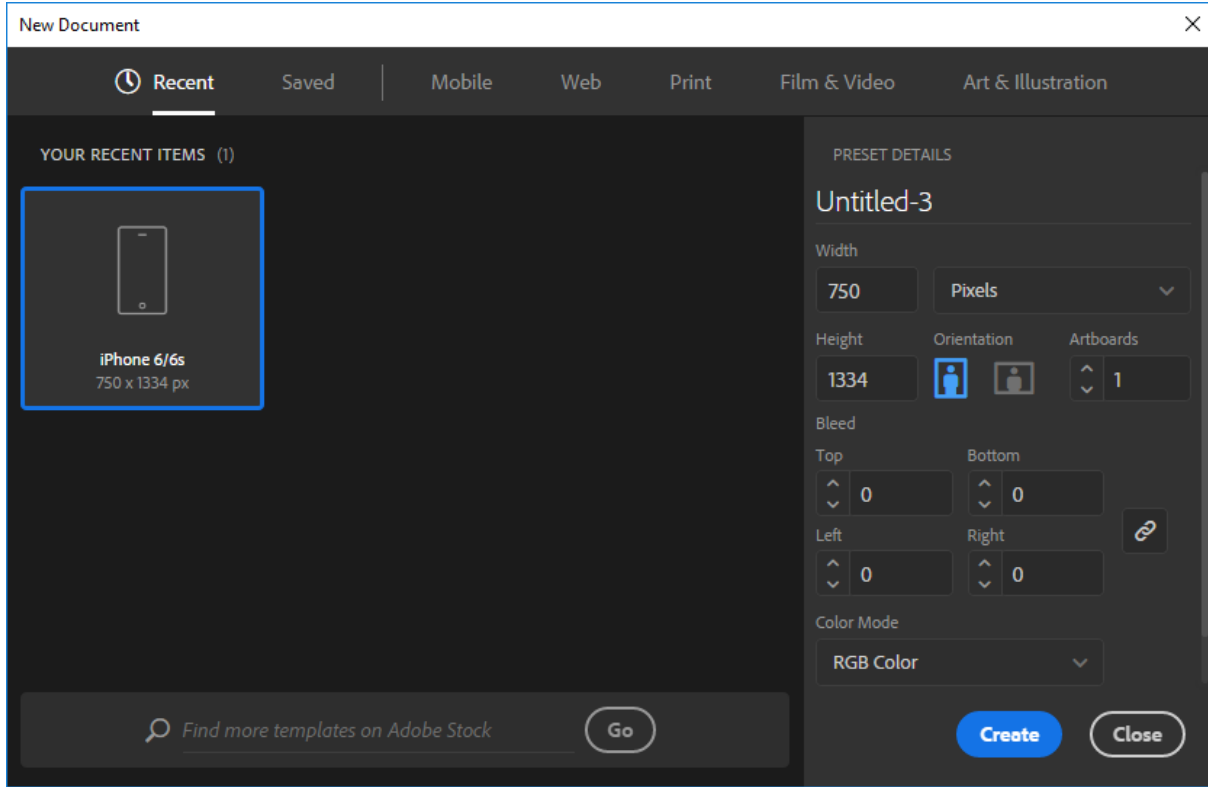 New Document
Recent Saved Mobile Web Print Film & Video Art & Illustration
YOUR RECENT ITEMS (1)
iPhone 6/6s
750 x 1334 px
Find more templates on Adobe Stock Go
PRESET DETAILS
Untitled-3
Width
750 Pixels
Height Orientation Artboards
1334 1
Bleed
Top Bottom
0 0
Left Right
0 0
Color Mode
RGB Color
Create Close